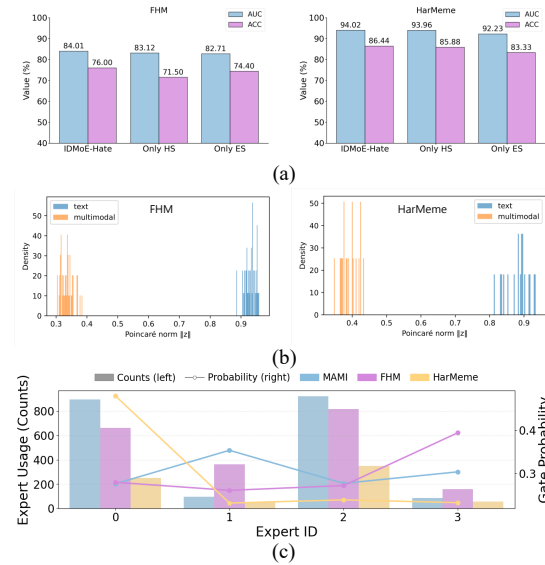 FHM
AUC
ACC
Value (%)
100
90
80
70
60
50
40
84.01
76.00
83.12
71.50
82.71
74.40
IDMoE-Hate
Only HS
Only ES
HarMeme
AUC
ACC
Value (%)
100
90
80
70
60
50
40
94.02
86.44
93.96
85.88
92.23
83.33
IDMoE-Hate
Only HS
Only ES
(a)
text
multimodal
FHM
Density
50
40
30
20
10
0
0.3 0.4 0.5 0.6 0.7 0.8 0.9
Poincaré norm ‖z‖
HarMeme
text
multimodal
Density
50
40
30
20
10
0
0.4 0.5 0.6 0.7 0.8 0.9
Poincaré norm ‖z‖
(b)
Counts (left) Probability (right) MAMI FHM HarMeme
Expert Usage (Counts)
800
600
400
200
0
0.4
0.3
Gate Probability
0 1 2 3
Expert ID
(c)